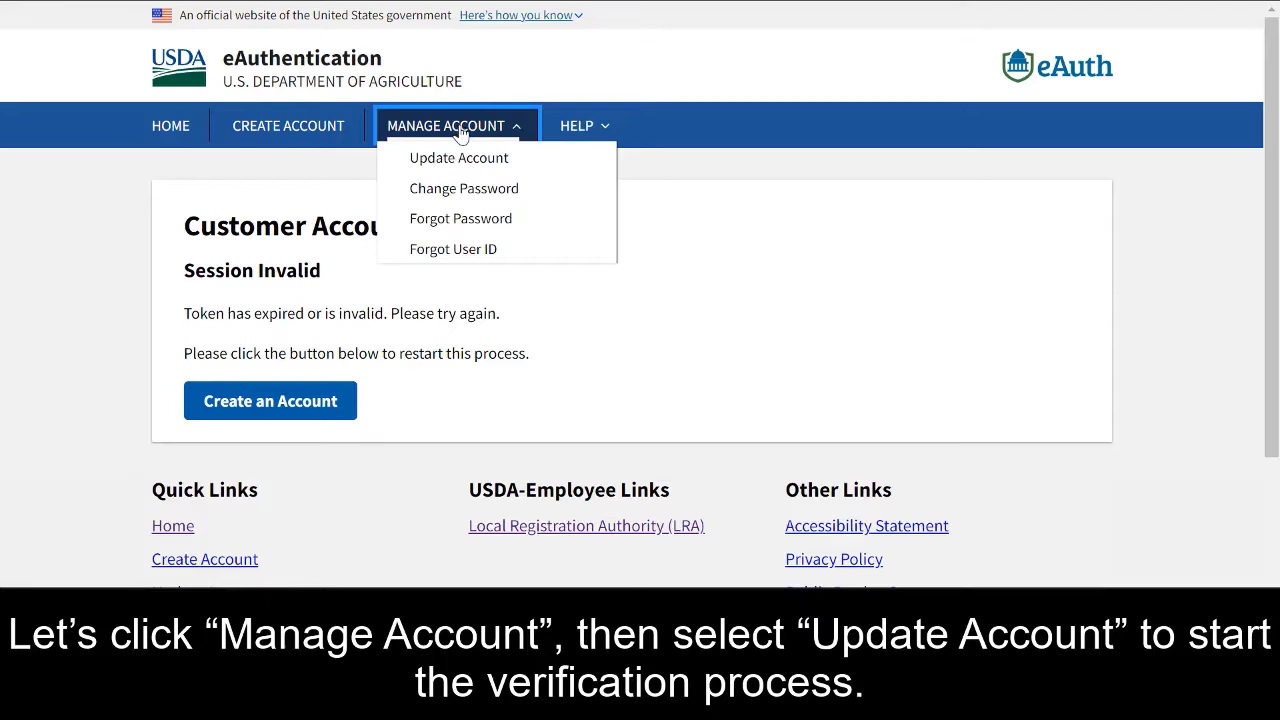 An official website of the United States government Here's how you know
USDA eAuthentication
U.S. DEPARTMENT OF AGRICULTURE
eAuth
HOME CREATE ACCOUNT MANAGE ACCOUNT HELP
Update Account
Change Password
Forgot Password
Forgot User ID
Customer Accou
Session Invalid
Token has expired or is invalid. Please try again.
Please click the button below to restart this process.
Create an Account
Quick Links USDA-Employee Links Other Links
Home Local Registration Authority (LRA) Accessibility Statement
Create Account Privacy Policy
Let’s click “Manage Account”, then select “Update Account” to start
the verification process.